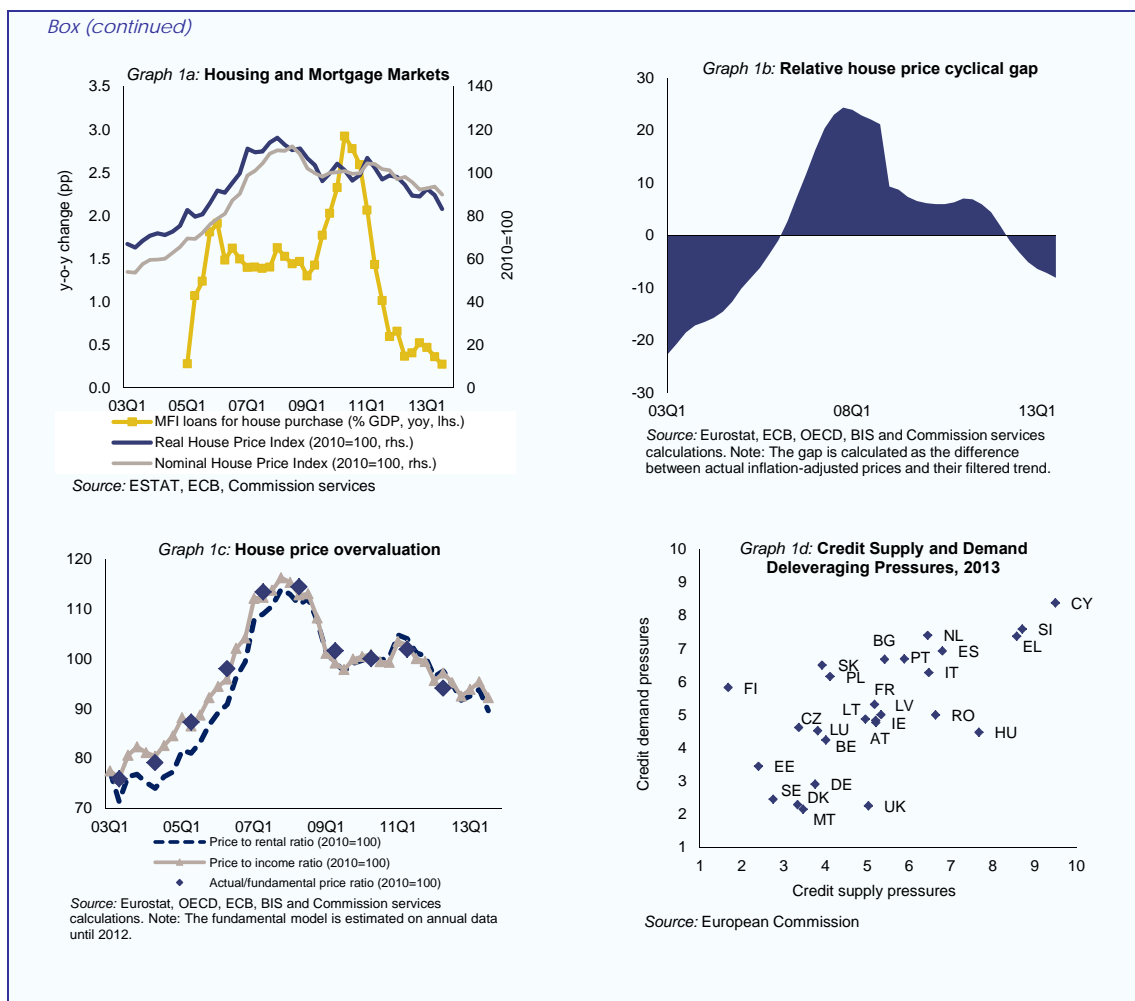 Box (continued)
Graph 1a: Housing and Mortgage Markets
3.5
3.0
2.5
2.0
1.5
1.0
0.5
0.0
y-o-y change (pp)
140
120
100
80
60
40
20
0
2010=100
03Q1 05Q1 07Q1 09Q1 11Q1 13Q1
MFI loans for house purchase (% GDP, yoy, lhs.)
Real House Price Index (2010=100, rhs.)
Nominal House Price Index (2010=100, rhs.)
Source: ESTAT, ECB, Commission services
Graph 1b: Relative house price cyclical gap
30
20
10
0
-10
-20
-30
03Q1 08Q1 13Q1
Source: Eurostat, ECB, OECD, BIS and Commission services
calculations. Note: The gap is calculated as the difference
between actual inflation-adjusted prices and their filtered trend.
Graph 1c: House price overvaluation
120
110
100
90
80
70
03Q1 05Q1 07Q1 09Q1 11Q1 13Q1
Price to rental ratio (2010=100)
Price to income ratio (2010=100)
Actual/fundamental price ratio (2010=100)
Source: Eurostat, OECD, ECB, BIS and Commission services
calculations. Note: The fundamental model is estimated on annual data
until 2012.
Graph 1d: Credit Supply and Demand
Deleveraging Pressures, 2013
10
9
8
7
6
5
4
3
2
1
Credit demand pressures
CY
SI
EL
NL
BG
ES
PT
SK
IT
PL
FI
FR
LV
LT
RO
CZ
IE
LU
HU
AT
BE
EE
DE
SE
DK
UK
MT
1 2 3 4 5 6 7 8 9 10
Credit supply pressures
Source: European Commission